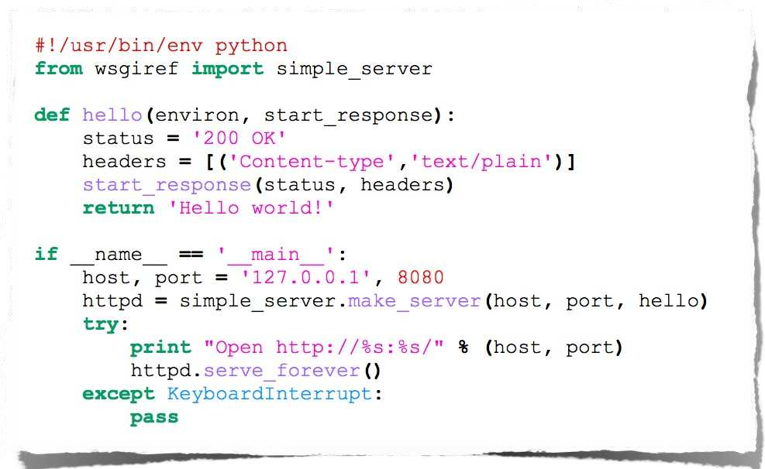 #!/usr/bin/env python
from wsgiref import simple_server

def hello(environ, start_response):
    status = '200 OK'
    headers = [('Content-type','text/plain')]
    start_response(status, headers)
    return 'Hello world!'

if __name__ == '__main__':
    host, port = '127.0.0.1', 8080
    httpd = simple_server.make_server(host, port, hello)
    try:
        print "Open http://%s:%s/" % (host, port)
        httpd.serve_forever()
    except KeyboardInterrupt:
        pass